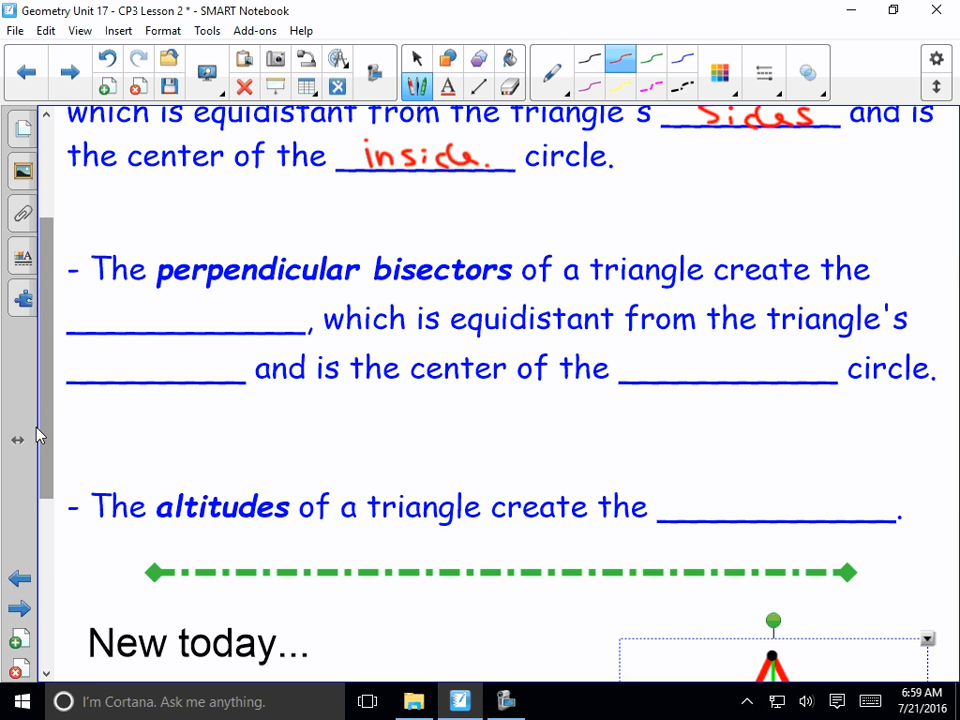 Geometry Unit 17 - CP3 Lesson 2 * - SMART Notebook
File Edit View Insert Format Tools Add-ons Help
which is equidistant from the triangle's sides and is
the center of the inside. circle.
- The perpendicular bisectors of a triangle create the
____________, which is equidistant from the triangle's
_________ and is the center of the ___________ circle.
- The altitudes of a triangle create the ____________.
New today...
I'm Cortana. Ask me anything.
6:59 AM
7/21/2016